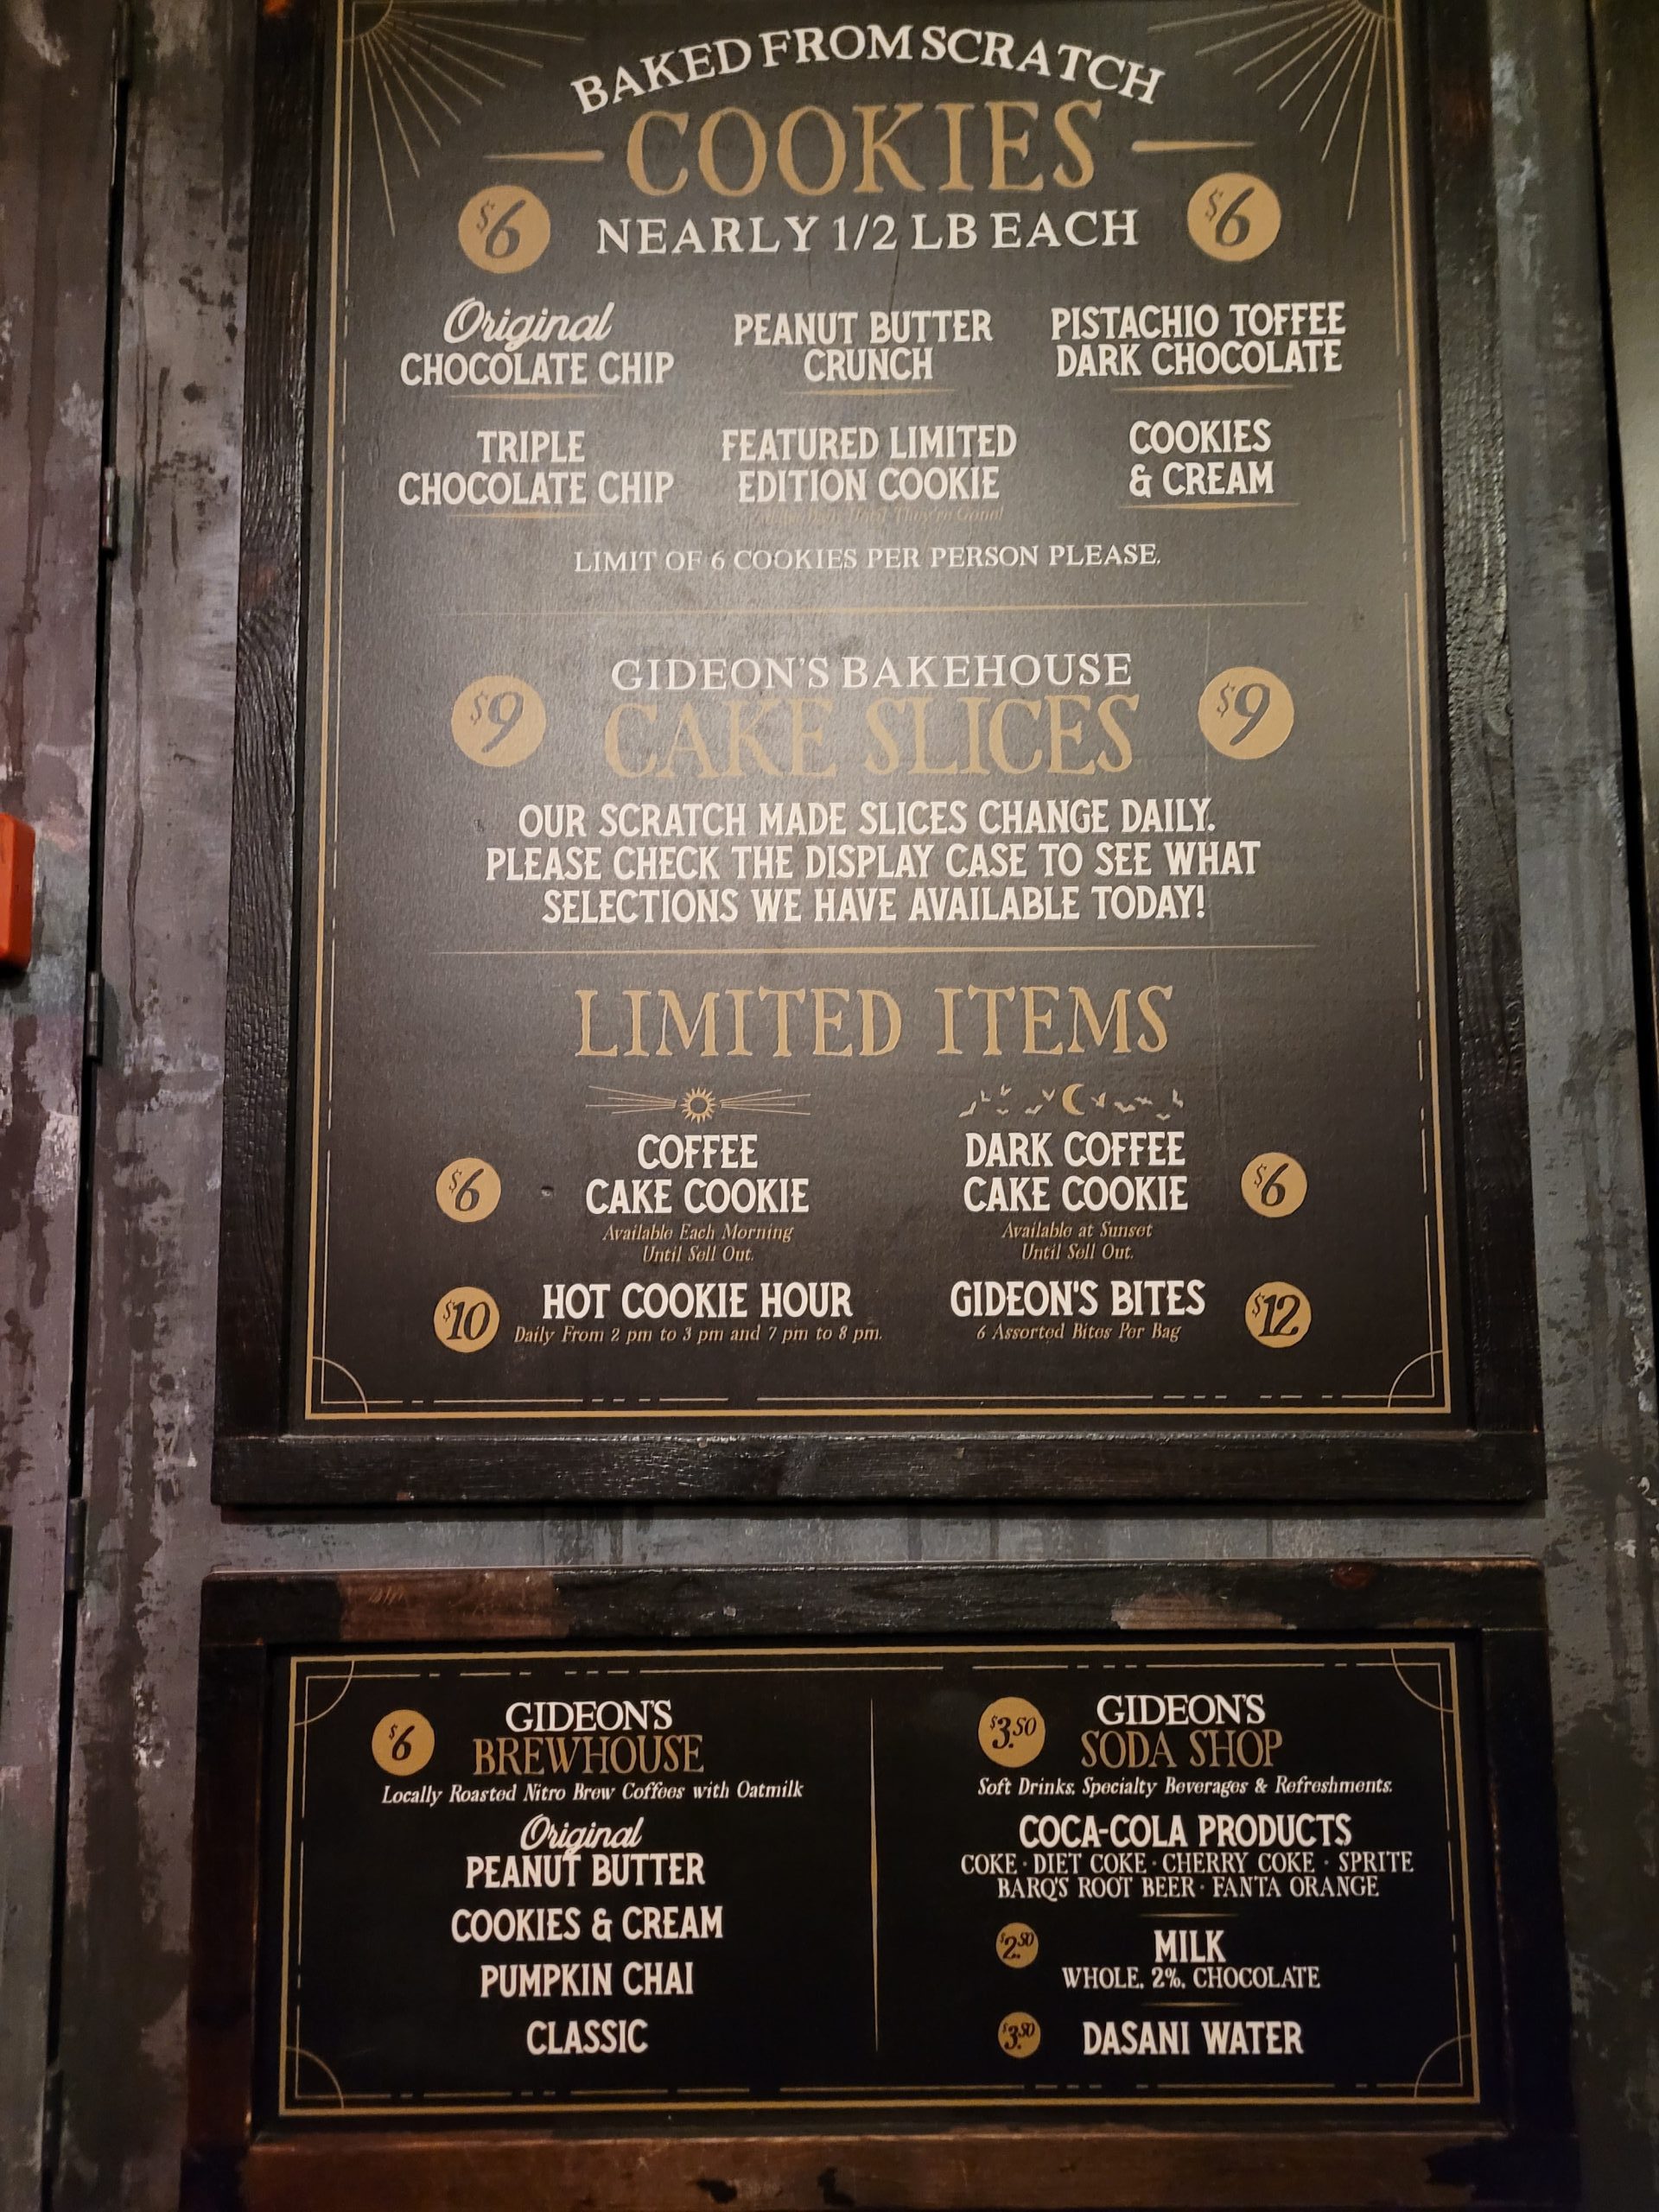 BAKED FROM SCRATCH
COOKIES
$6
NEARLY 1/2 LB EACH
$6
Original
CHOCOLATE CHIP
PEANUT BUTTER
CRUNCH
PISTACHIO TOFFEE
DARK CHOCOLATE
TRIPLE
CHOCOLATE CHIP
FEATURED LIMITED
EDITION COOKIE
Until They're Gone!
COOKIES
& CREAM
LIMIT OF 6 COOKIES PER PERSON PLEASE.
GIDEON'S BAKEHOUSE
$9
CAKE SLICES
$9
OUR SCRATCH MADE SLICES CHANGE DAILY.
PLEASE CHECK THE DISPLAY CASE TO SEE WHAT
SELECTIONS WE HAVE AVAILABLE TODAY!
LIMITED ITEMS
$6
COFFEE
CAKE COOKIE
Available Each Morning
Until Sell Out.
DARK COFFEE
CAKE COOKIE
$6
Available at Sunset
Until Sell Out.
$10
HOT COOKIE HOUR
Daily From 2 pm to 3 pm and 7 pm to 8 pm.
GIDEON'S BITES
$12
6 Assorted Bites Per Bag
$6
GIDEON'S
BREWHOUSE
Locally Roasted Nitro Brew Coffees with Oatmilk
Original
PEANUT BUTTER
COOKIES & CREAM
PUMPKIN CHAI
CLASSIC
$3.50
GIDEON'S
SODA SHOP
Soft Drinks, Specialty Beverages & Refreshments.
COCA-COLA PRODUCTS
COKE · DIET COKE · CHERRY COKE · SPRITE
BARQ'S ROOT BEER · FANTA ORANGE
$2.50
MILK
WHOLE, 2%, CHOCOLATE
$3.50
DASANI WATER